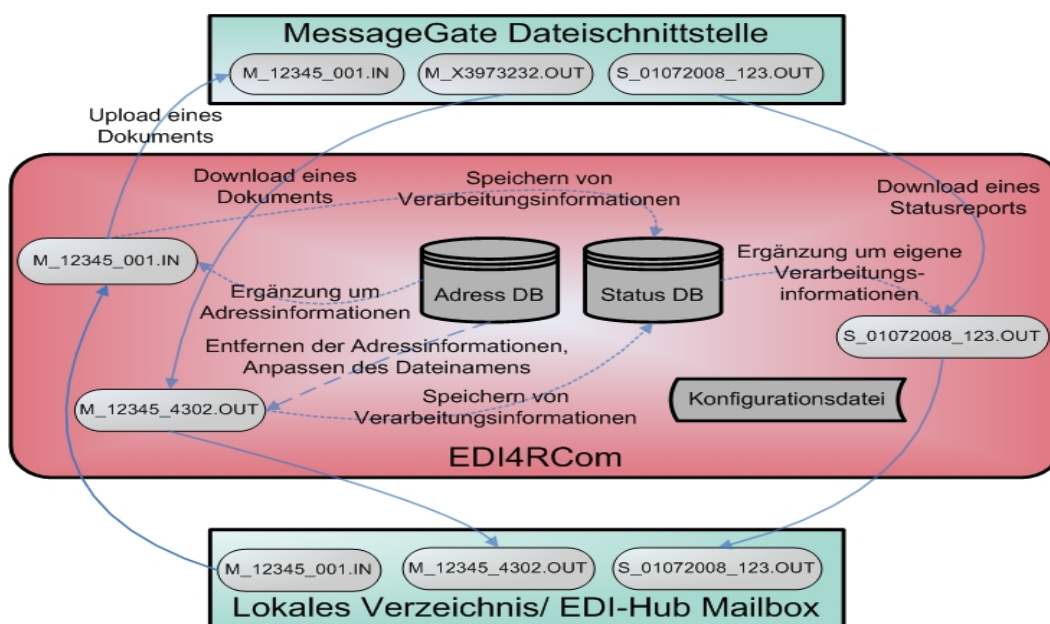 MessageGate Dateischnittstelle
M_12345_001.IN
M_X3973232.OUT
S_01072008_123.OUT
Upload eines
Dokuments
Download eines
Dokuments
Speichern von
Verarbeitungsinformationen
Download eines
Statusreports
M_12345_001.IN
Adress DB
Status DB
Ergänzung um eigene
Verarbeitungs-
informationen
Ergänzung um
Adressinformationen
S_01072008_123.OUT
Entfernen der Adressinformationen,
Anpassen des Dateinamens
M_12345_4302.OUT
Speichern von
Verarbeitungsinformationen
Konfigurationsdatei
EDI4RCom
M_12345_001.IN
M_12345_4302.OUT
S_01072008_123.OUT
Lokales Verzeichnis/ EDI-Hub Mailbox